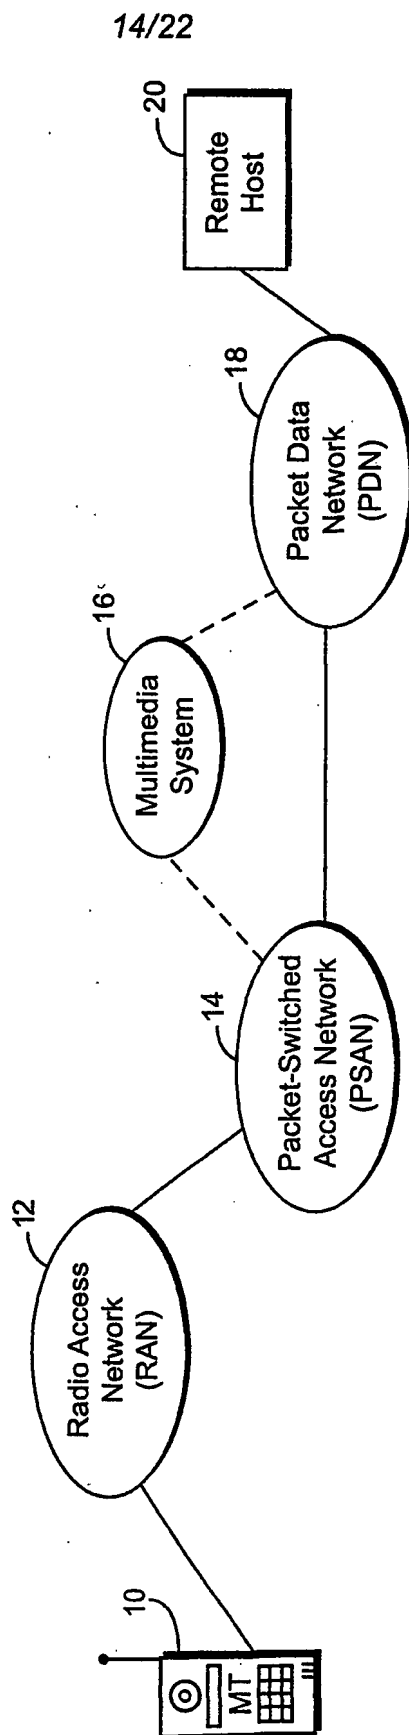 14/22
10
MT
12
Radio Access
Network
(RAN)
14
Packet-Switched
Access Network
(PSAN)
16
Multimedia
System
18
Packet Data
Network
(PDN)
20
Remote
Host